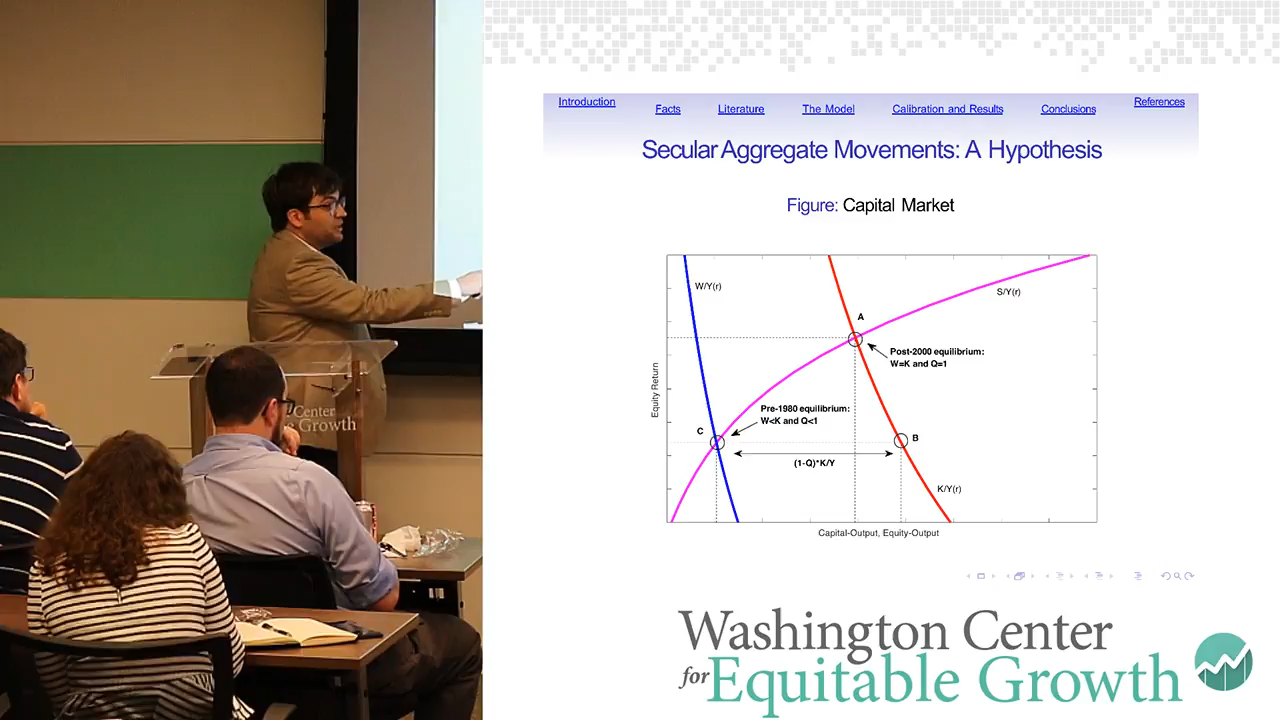 Introduction
Facts
Literature
The Model
Calibration and Results
Conclusions
References
Secular Aggregate Movements: A Hypothesis
Figure: Capital Market
W/Y(r)
S/Y(r)
A
Post-2000 equilibrium:
W=K and Q=1
Equity Return
Pre-1980 equilibrium:
W<K and Q<1
C
B
(1-Q)*K/Y
K/Y(r)
Capital-Output, Equity-Output
Center
Growth
Washington Center
for Equitable Growth